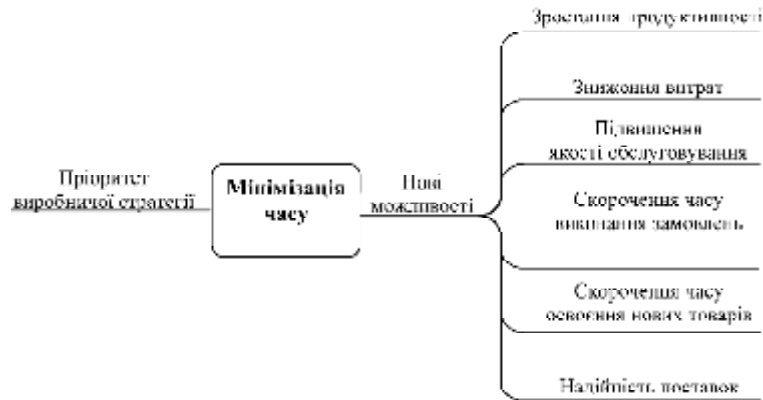 Пріоритет
виробничої стратегії
Мінімізація
часу
Нові
можливості
Зростання продуктивності
Зниження витрат
Підвищення
якості обслуговування
Скорочення часу
виконання замовлень
Скорочення часу
освоєння нових товарів
Надійність поставок